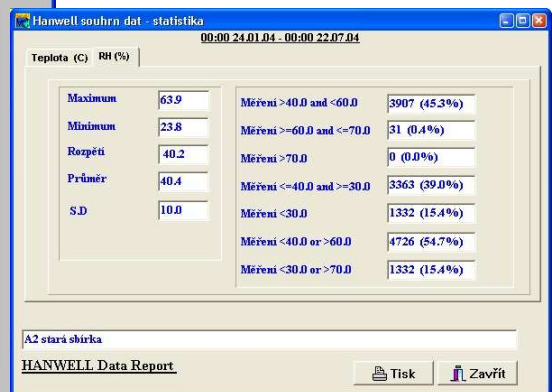 Hanwell souhrn dat - statistika
00:00 24.01.04 - 00:00 22.07.04
Teplota (C) RH (%)
Maximum 63.9
Minimum 23.8
Rozpětí 40.2
Průměr 40.4
S.D 10.0
Měření >40.0 and <60.0 3907 (45.3%)
Měření >=60.0 and <=70.0 31 (0.4%)
Měření >70.0 0 (0.0%)
Měření <=40.0 and >=30.0 3363 (39.0%)
Měření <30.0 1332 (15.4%)
Měření <40.0 or >60.0 4726 (54.7%)
Měření <30.0 or >70.0 1332 (15.4%)
A2 stará sbírka
HANWELL Data Report
Tisk Zavřít